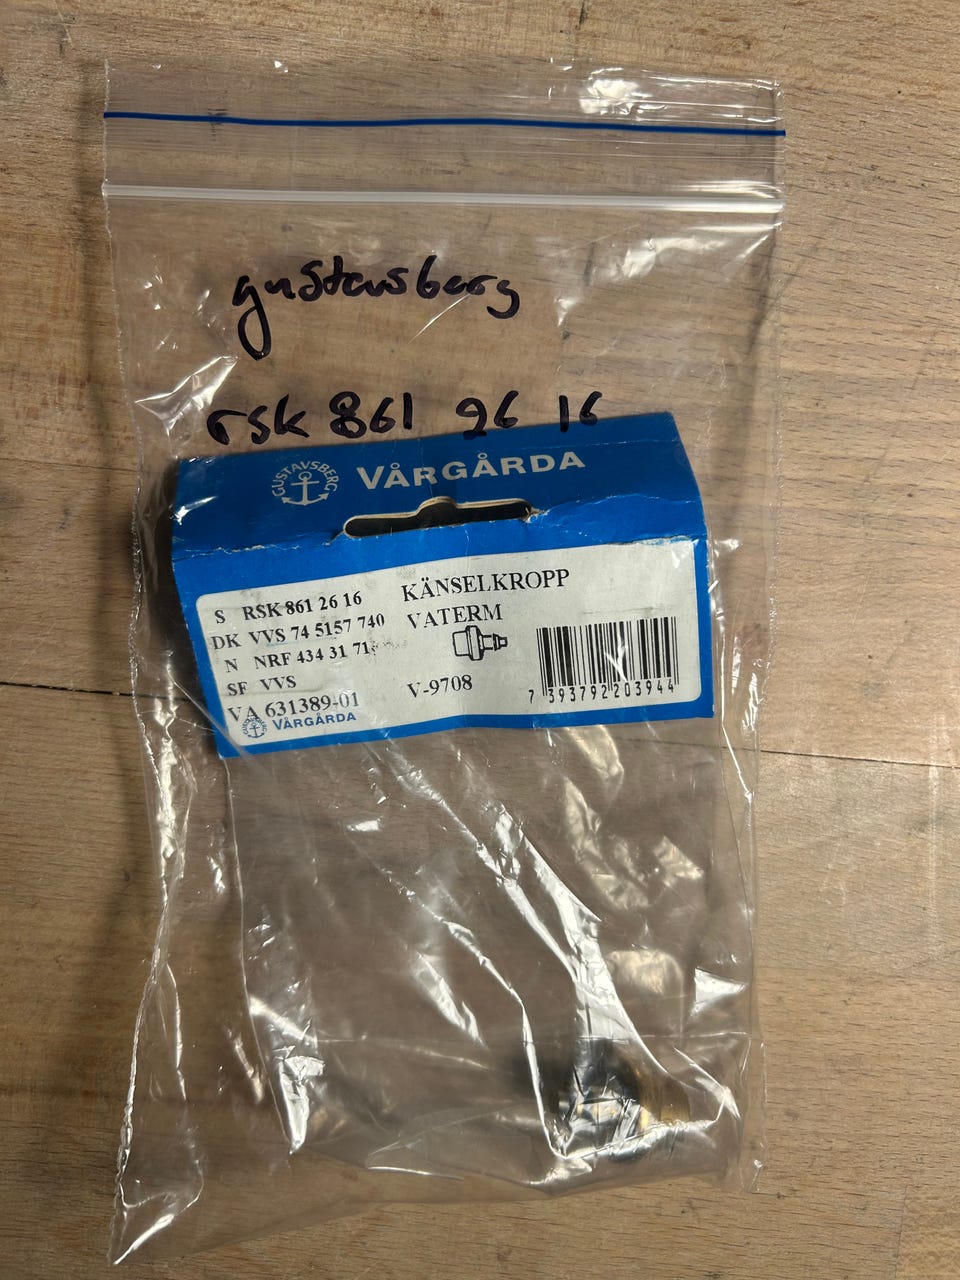 gustavsberg
rsk 861 26 16
GUSTAVSBERG VÅRGÅRDA
S RSK 861 26 16
DK VVS 74 5157 740
N NRF 434 31 71
SF VVS
VA 631389-01
VÅRGÅRDA
KÄNSELKROPP
VATERM
V-9708
7 393792 203944